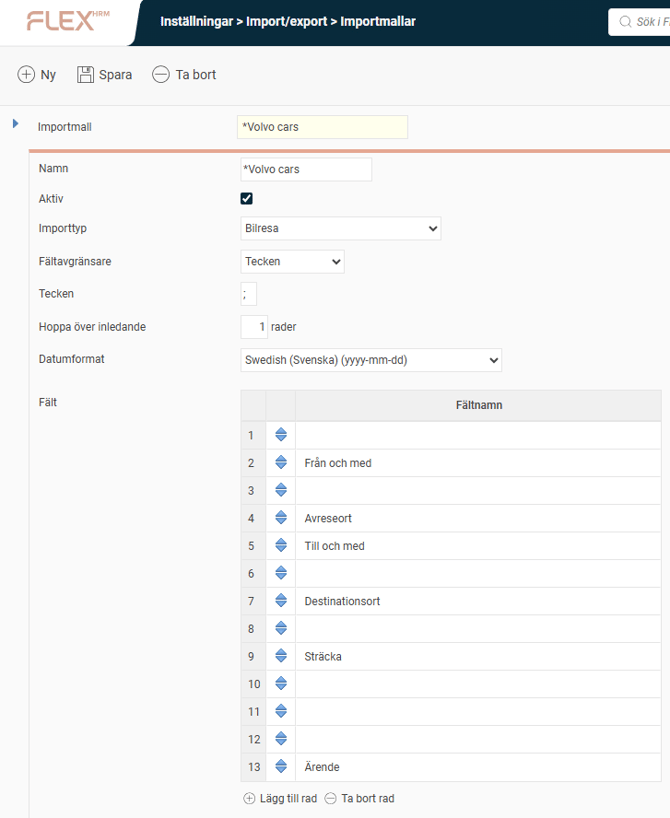 FLEX HRM
Inställningar > Import/export > Importmallar
Sök i F
Ny Spara Ta bort
Importmall *Volvo cars
Namn *Volvo cars
Aktiv
Importtyp Bilresa
Fältavgränsare Tecken
Tecken ;
Hoppa över inledande 1 rader
Datumformat Swedish (Svenska) (yyyy-mm-dd)
Fält Fältnamn
1
2 Från och med
3
4 Avreseort
5 Till och med
6
7 Destinationsort
8
9 Sträcka
10
11
12
13 Ärende
Lägg till rad Ta bort rad